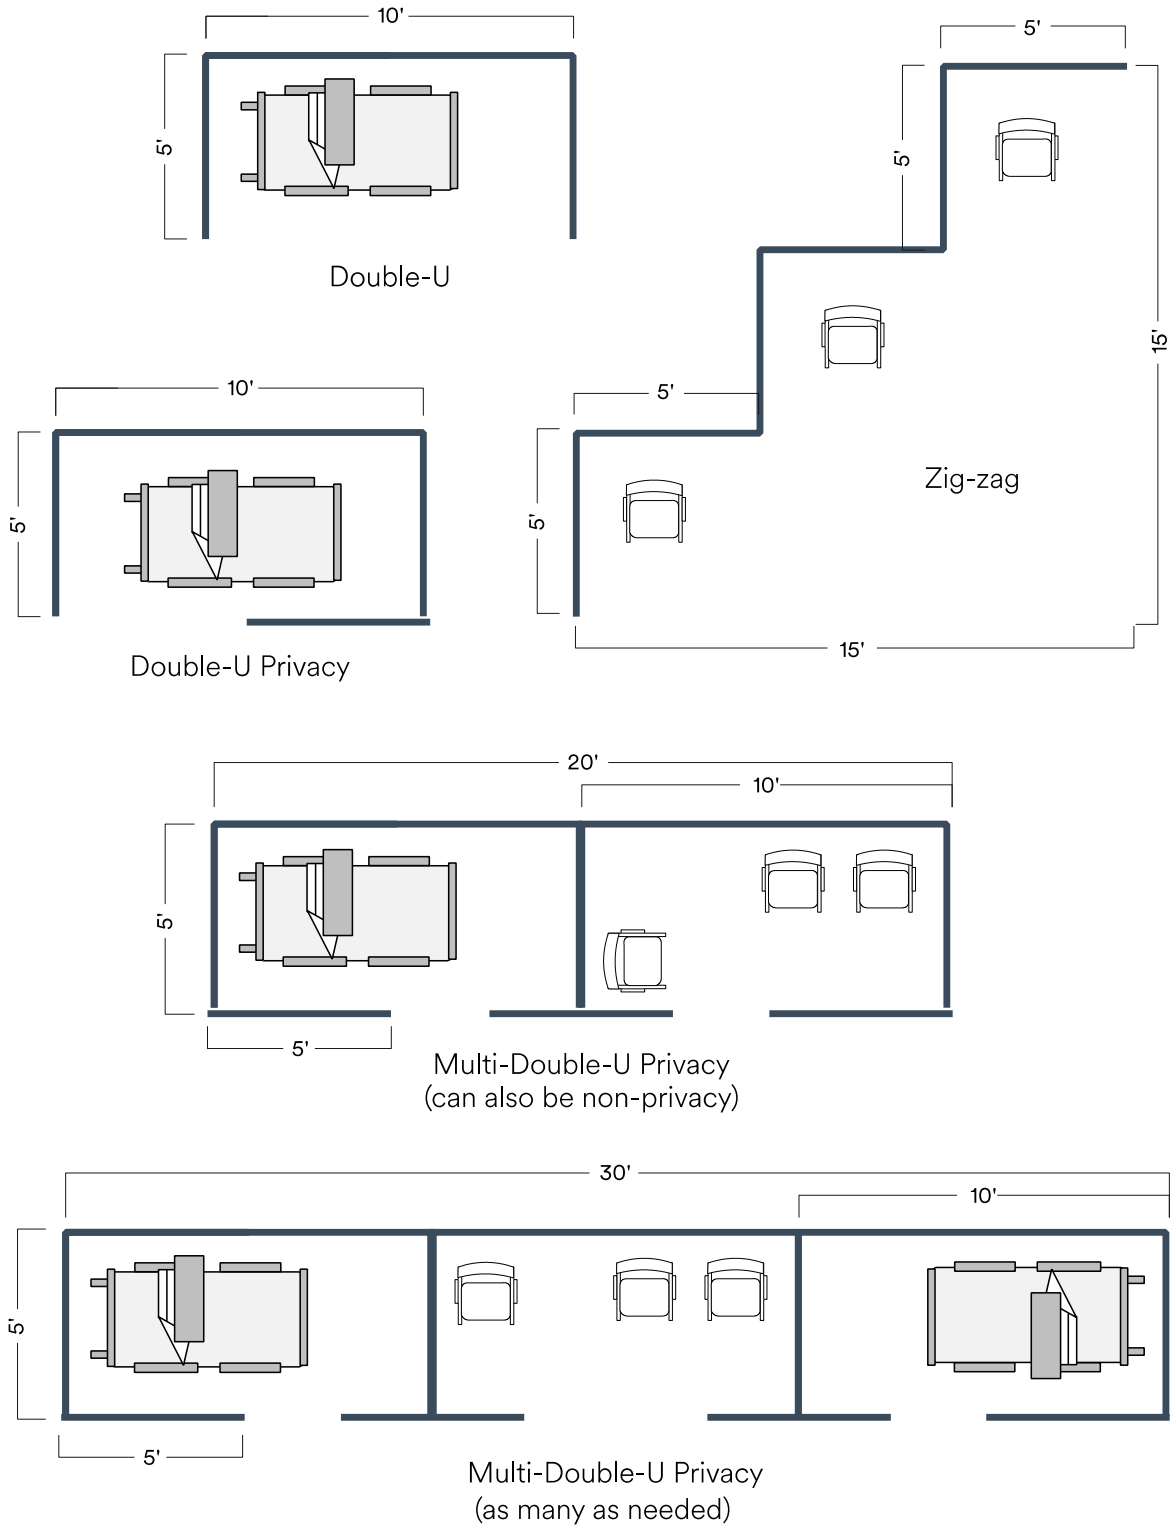 10'
5'
Double-U
5'
5'
15'
5'
5'
Zig-zag
15'
10'
5'
Double-U Privacy
20'
10'
5'
5'
Multi-Double-U Privacy
(can also be non-privacy)
30'
10'
5'
5'
Multi-Double-U Privacy
(as many as needed)